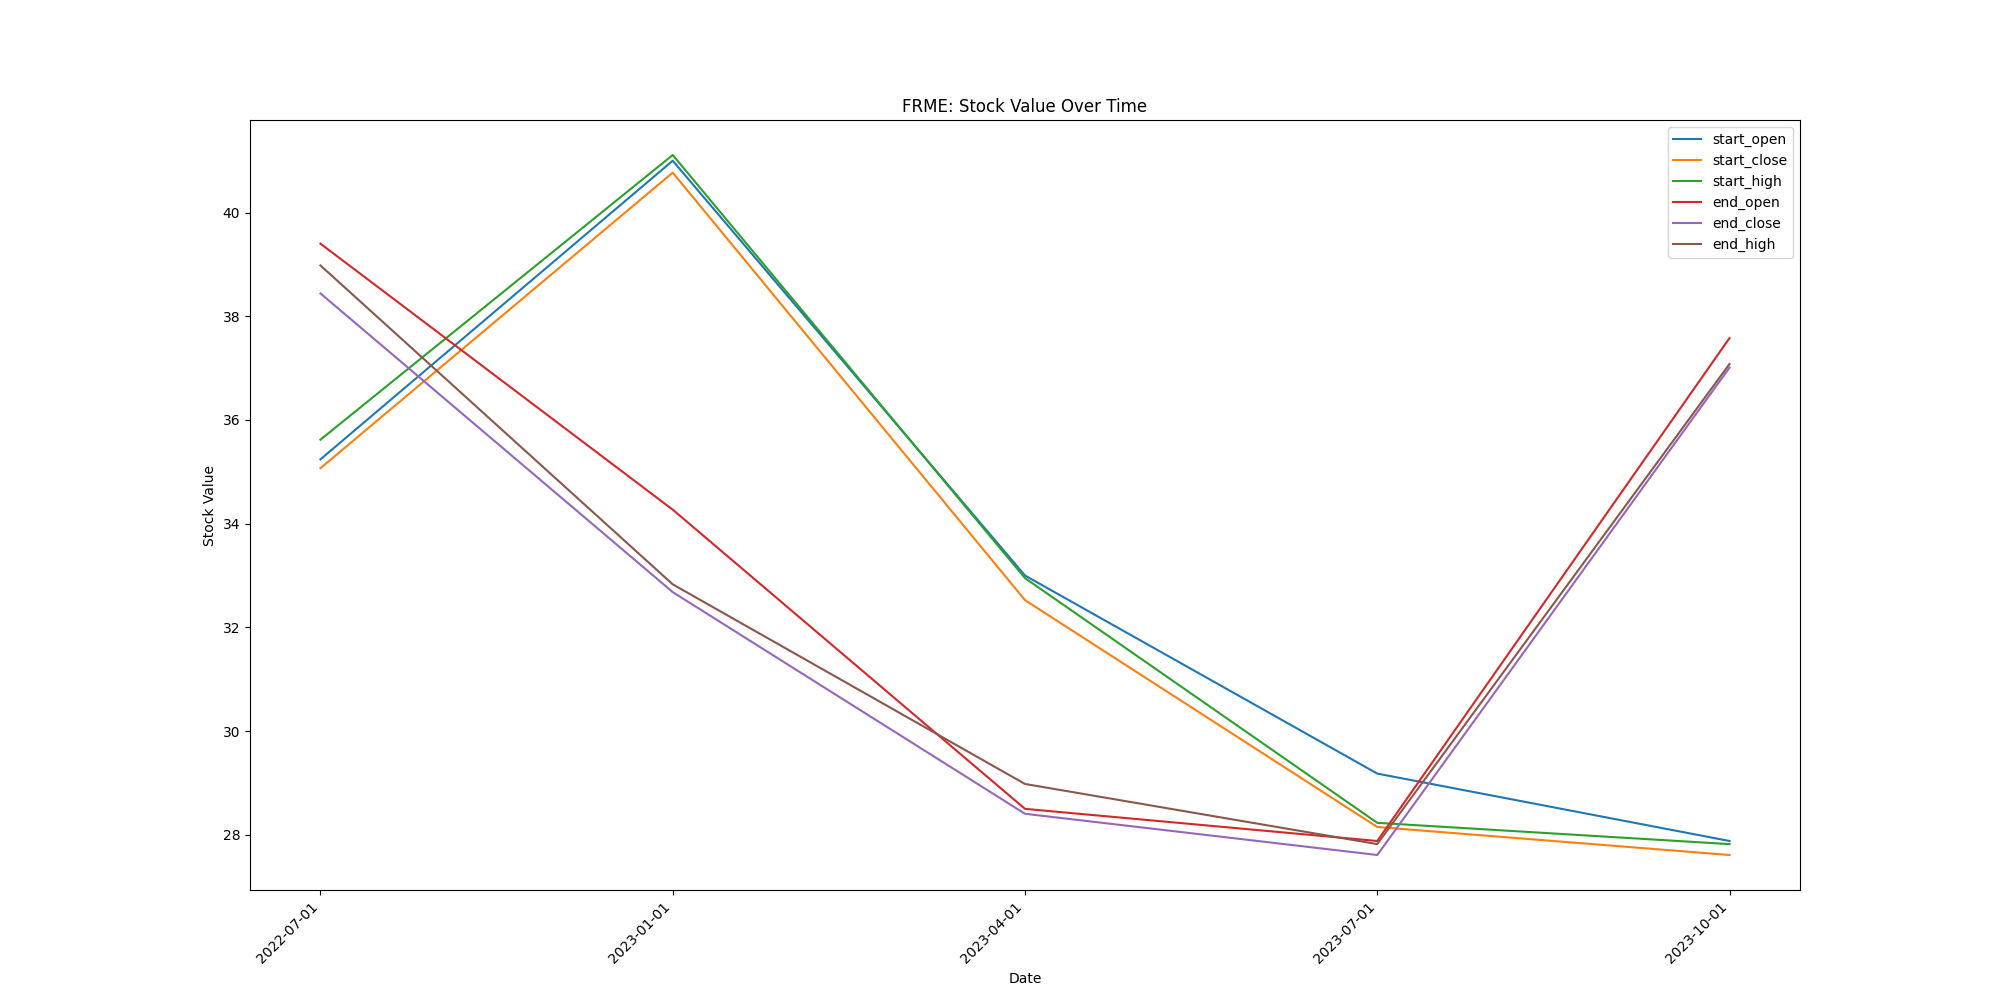 FRME: Stock Value Over Time
start_open
start_close
start_high
end_open
end_close
end_high
Stock Value
40
38
36
34
32
30
28
2022-07-01
2023-01-01
2023-04-01
2023-07-01
2023-10-01
Date